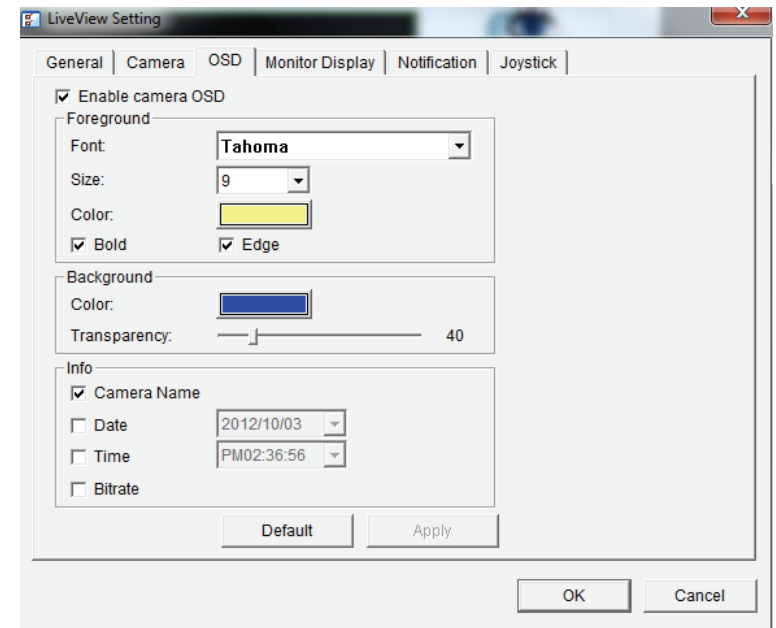 LiveView Setting
General Camera OSD Monitor Display Notification Joystick
Enable camera OSD
Foreground
Font: Tahoma
Size: 9
Color:
Bold Edge
Background
Color:
Transparency: 40
Info
Camera Name
Date 2012/10/03
Time PM02:36:56
Bitrate
Default Apply
OK Cancel